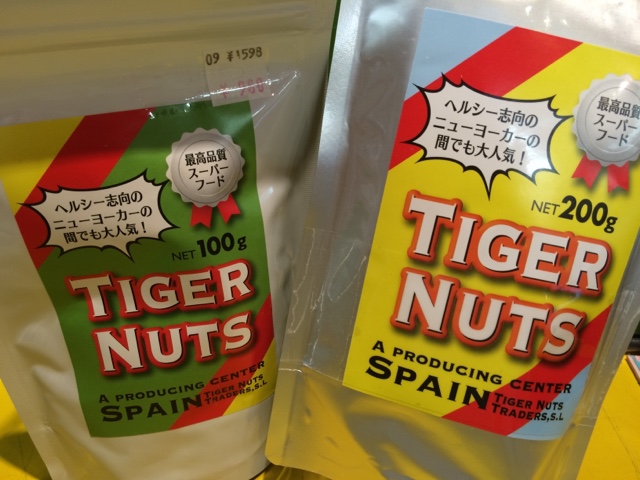 09 ¥1598
¥ 980
最高品質
スーパー
フード
ヘルシー志向の
ニューヨーカーの
間でも大人気!
NET 100g
TIGER
NUTS
A PRODUCING CENTER
SPAIN TIGER NUTS
TRADERS,S.L
最高品質
スーパー
フード
ヘルシー志向の
ニューヨーカーの
間でも大人気!
NET 200g
TIGER
NUTS
A PRODUCING CENTER
SPAIN TIGER NUTS
TRADERS,S.L